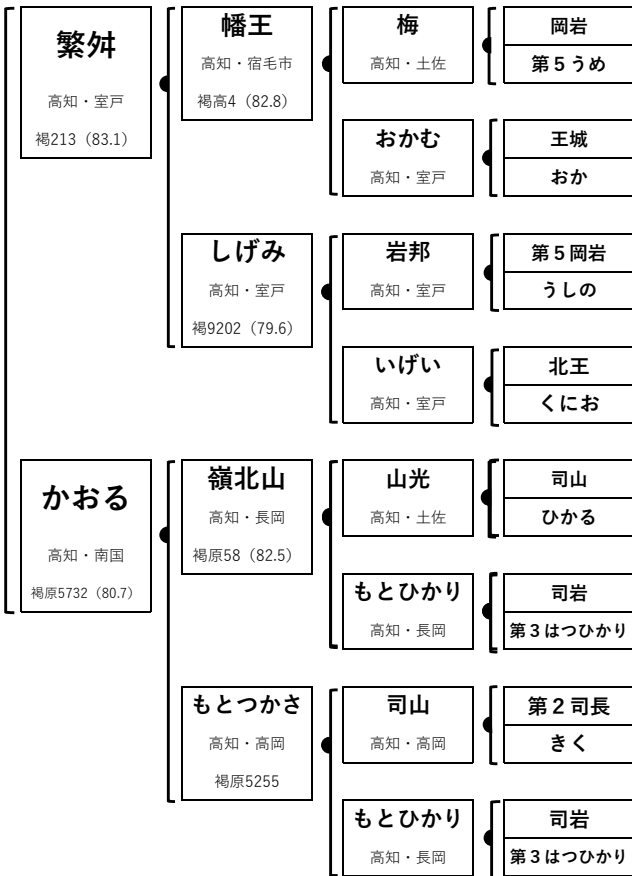 繁舛
高知・室戸
褐213（83.1）
幡王
高知・宿毛市
褐高4（82.8）
梅
高知・土佐
岡岩
第５うめ
おかむ
高知・室戸
王城
おか
しげみ
高知・室戸
褐9202（79.6）
岩邦
高知・室戸
第５岡岩
うしの
いげい
高知・室戸
北王
くにお
かおる
高知・南国
褐原5732（80.7）
嶺北山
高知・長岡
褐原58（82.5）
山光
高知・土佐
司山
ひかる
もとひかり
高知・長岡
司岩
第３はつひかり
もとつかさ
高知・高岡
褐原5255
司山
高知・高岡
第２司長
きく
もとひかり
高知・長岡
司岩
第３はつひかり